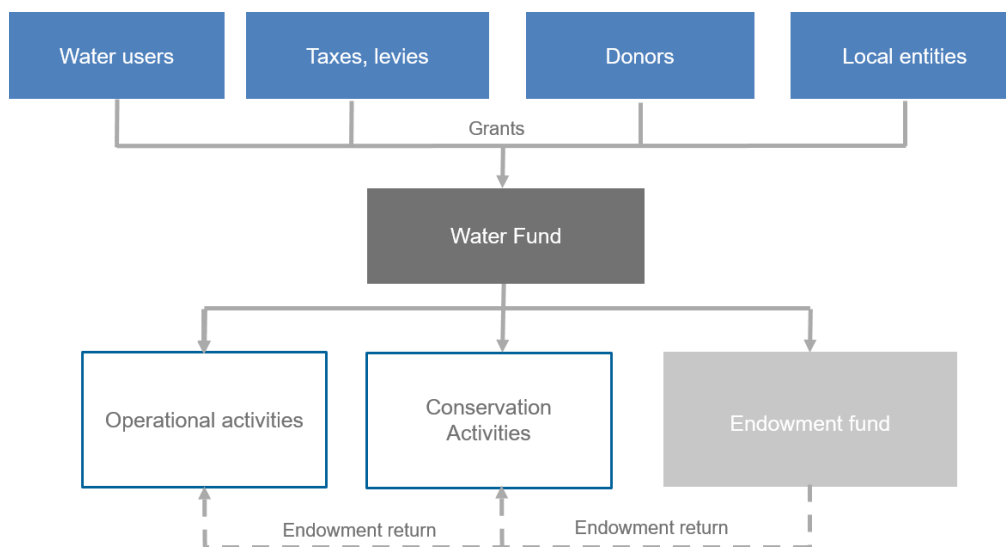 Water users
Taxes, levies
Donors
Local entities
Grants
Water Fund
Operational activities
Conservation
Activities
Endowment fund
Endowment return
Endowment return